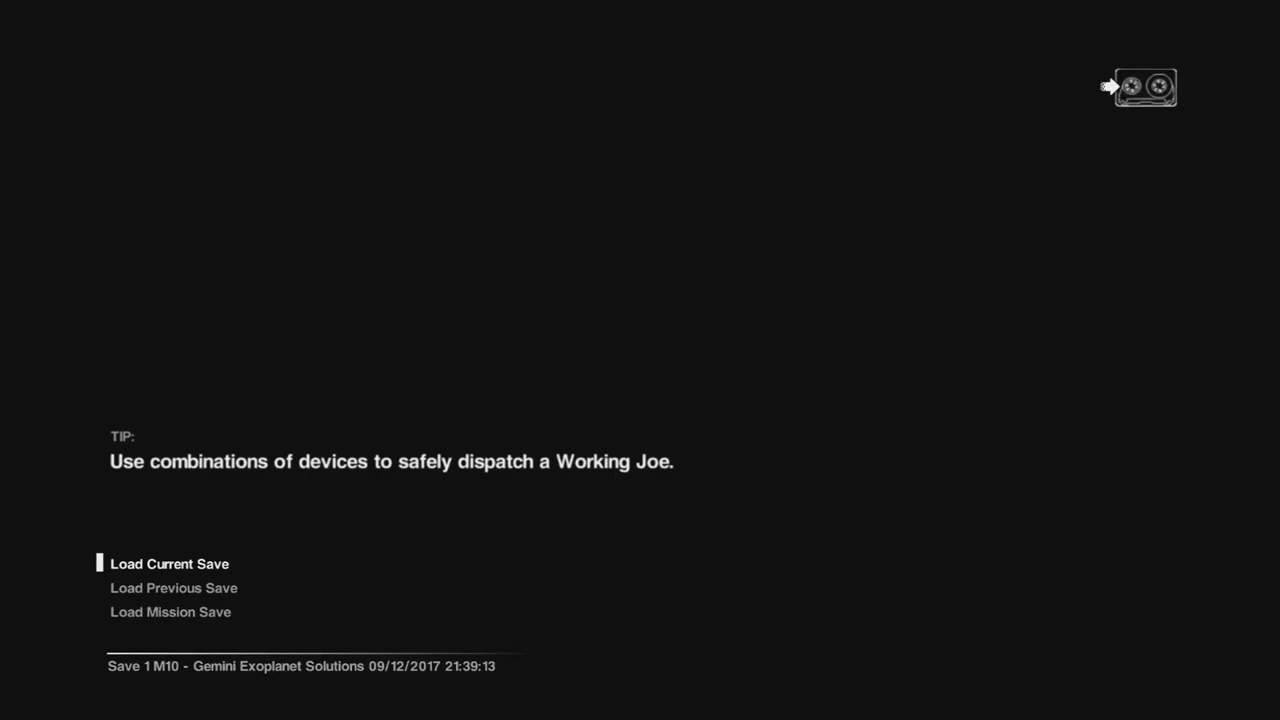 TIP:
Use combinations of devices to safely dispatch a Working Joe.
Load Current Save
Load Previous Save
Load Mission Save
Save 1 M10 - Gemini Exoplanet Solutions 09/12/2017 21:39:13